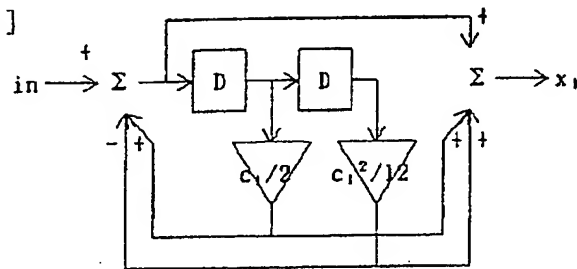 ]
+ +
in Σ D D Σ x₁
- + + +
c₁/2 c₁²/12